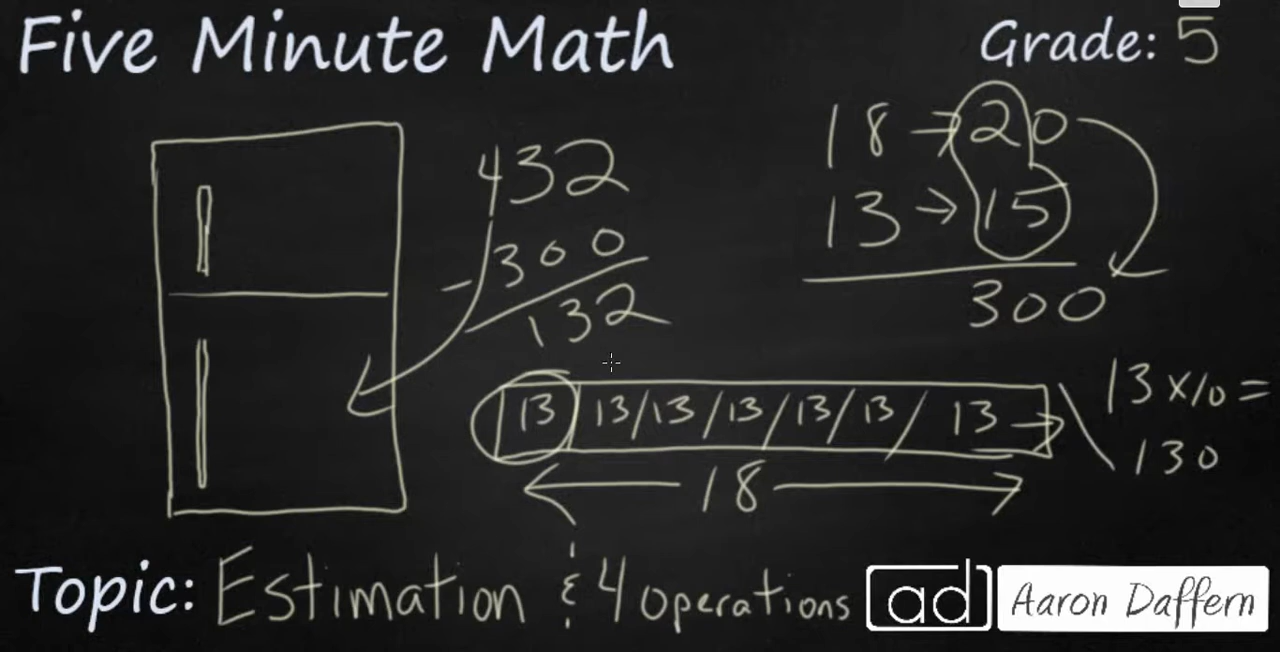 Five Minute Math
Grade: 5
432
- 300
132
18 → 20
13 → 15
300
13 13/13/13/13/13/ 13 →
18
13 x 10 =
130
Topic: Estimation & 4 operations
ad Aaron Daffern